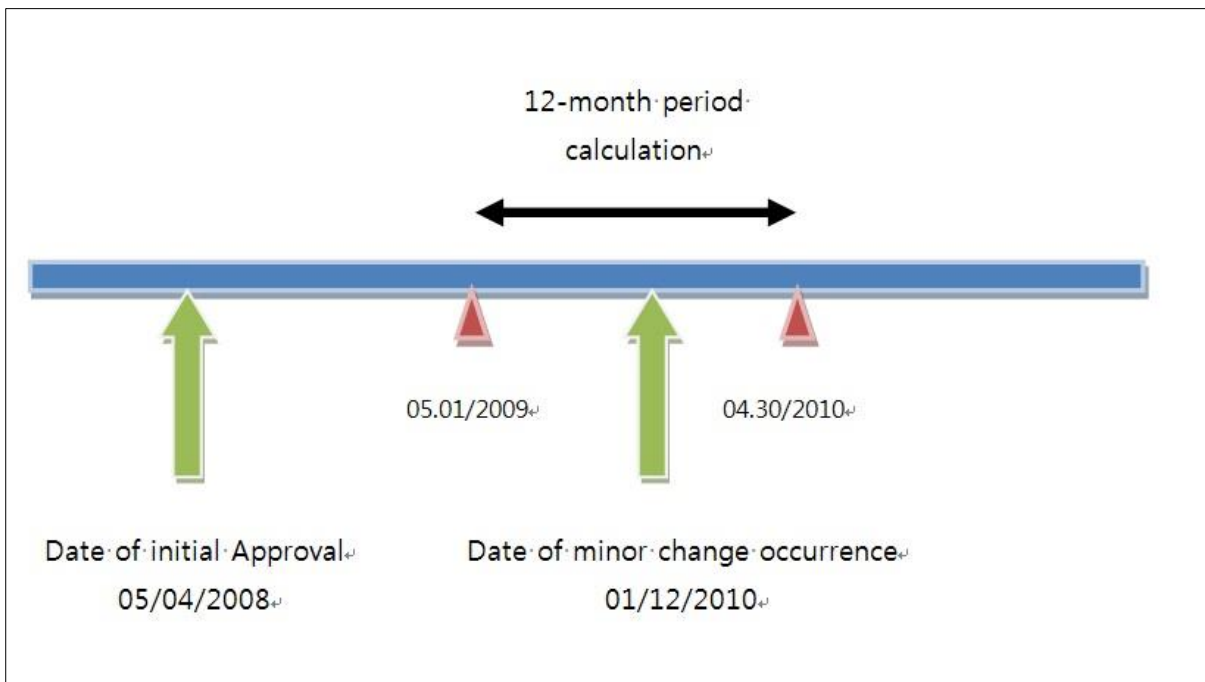 12-month period
calculation
05.01/2009
04.30/2010
Date of initial Approval
05/04/2008
Date of minor change occurrence
01/12/2010